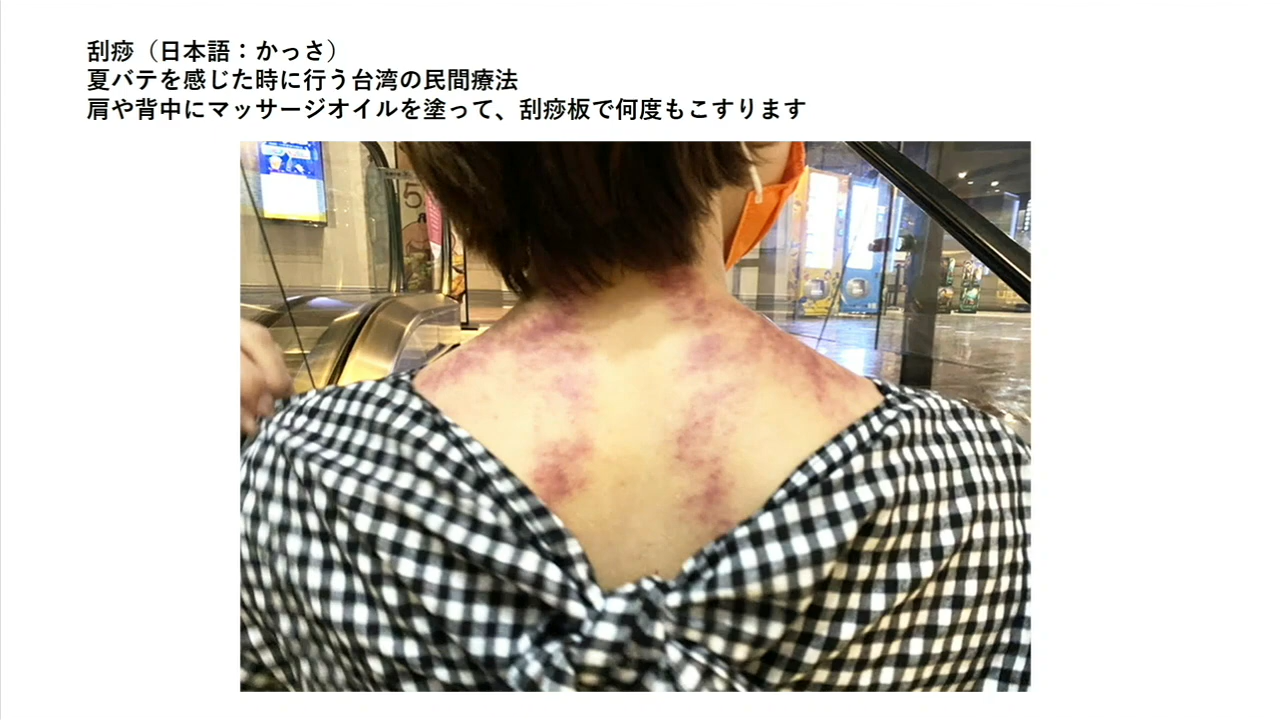 刮痧（日本語：かっさ）
夏バテを感じた時に行う台湾の民間療法
肩や背中にマッサージオイルを塗って、刮痧板で何度もこすります
5